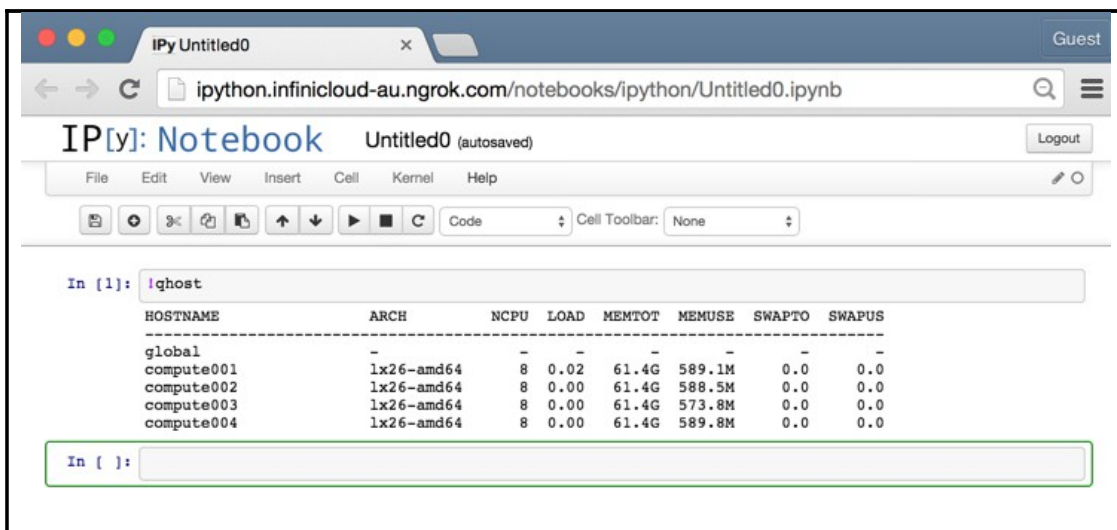 IPy Untitled0 ×
Guest
ipython.infinicloud-au.ngrok.com/notebooks/ipython/Untitled0.ipynb
IP[y]: Notebook Untitled0 (autosaved)
Logout
File Edit View Insert Cell Kernel Help
Code Cell Toolbar: None
In [1]: !qhost
HOSTNAME ARCH NCPU LOAD MEMTOT MEMUSE SWAPTO SWAPUS
-------------------------------------------------------------------------------
global - - - - - - -
compute001 lx26-amd64 8 0.02 61.4G 589.1M 0.0 0.0
compute002 lx26-amd64 8 0.00 61.4G 588.5M 0.0 0.0
compute003 lx26-amd64 8 0.00 61.4G 573.8M 0.0 0.0
compute004 lx26-amd64 8 0.00 61.4G 589.8M 0.0 0.0
In [ ]: